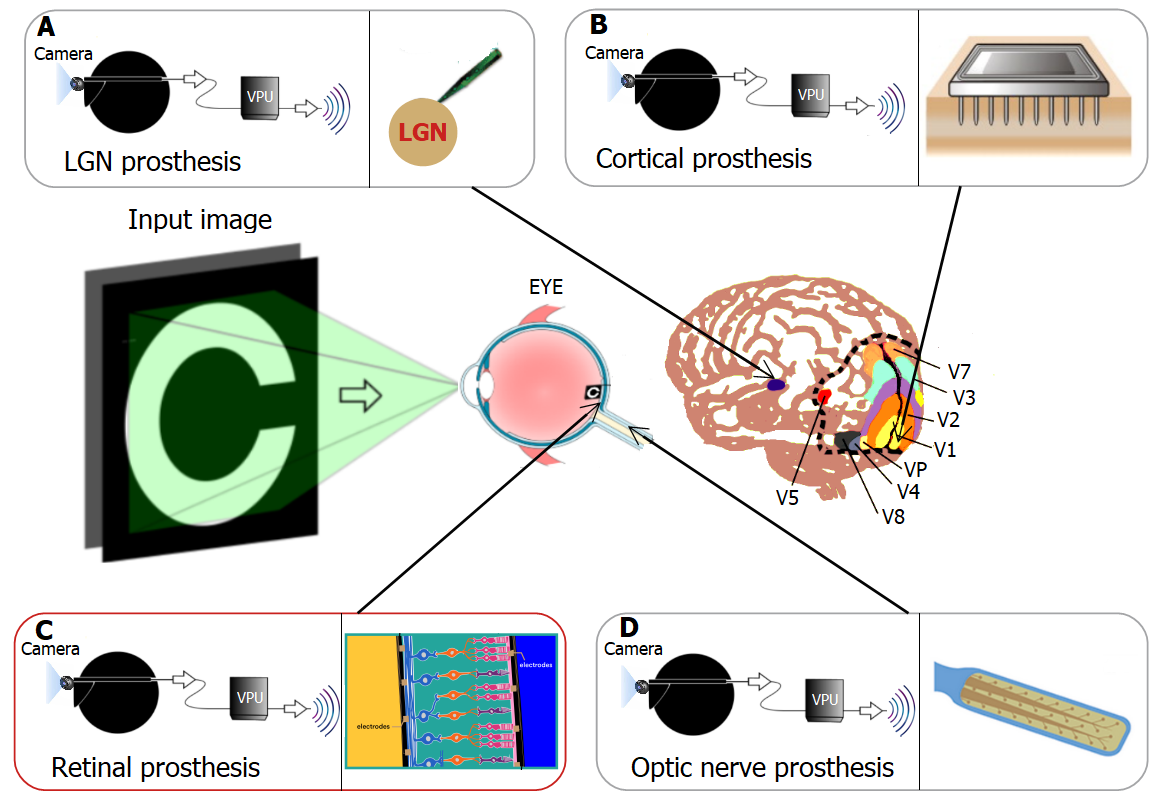 A
Camera
VPU
LGN
LGN prosthesis
B
Camera
VPU
Cortical prosthesis
Input image
C
EYE
C
V7
V3
V2
V1
VP
V4
V5
V8
C
Camera
VPU
electrodes
electrodes
Retinal prosthesis
D
Camera
VPU
Optic nerve prosthesis